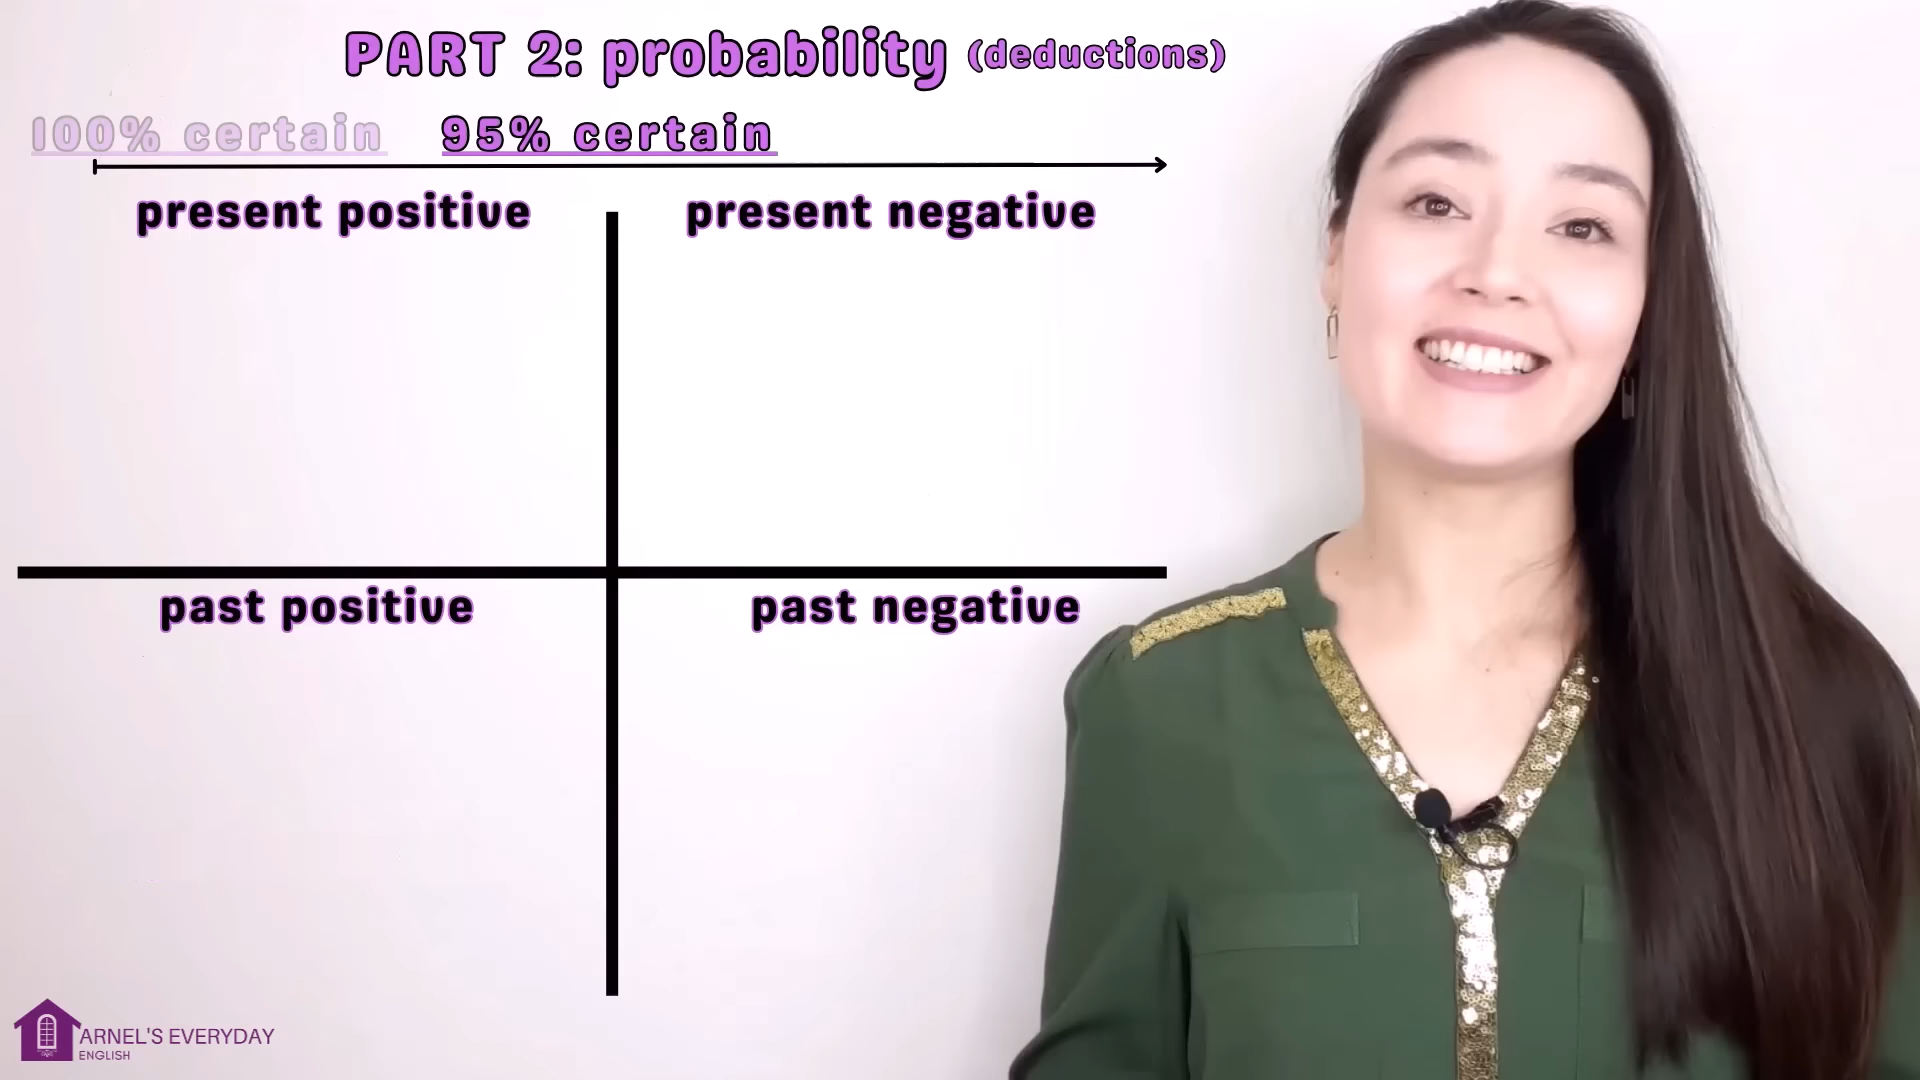 PART 2: probability (deductions)
100% certain 95% certain
present positive present negative
past positive past negative
ARNEL'S EVERYDAY
ENGLISH